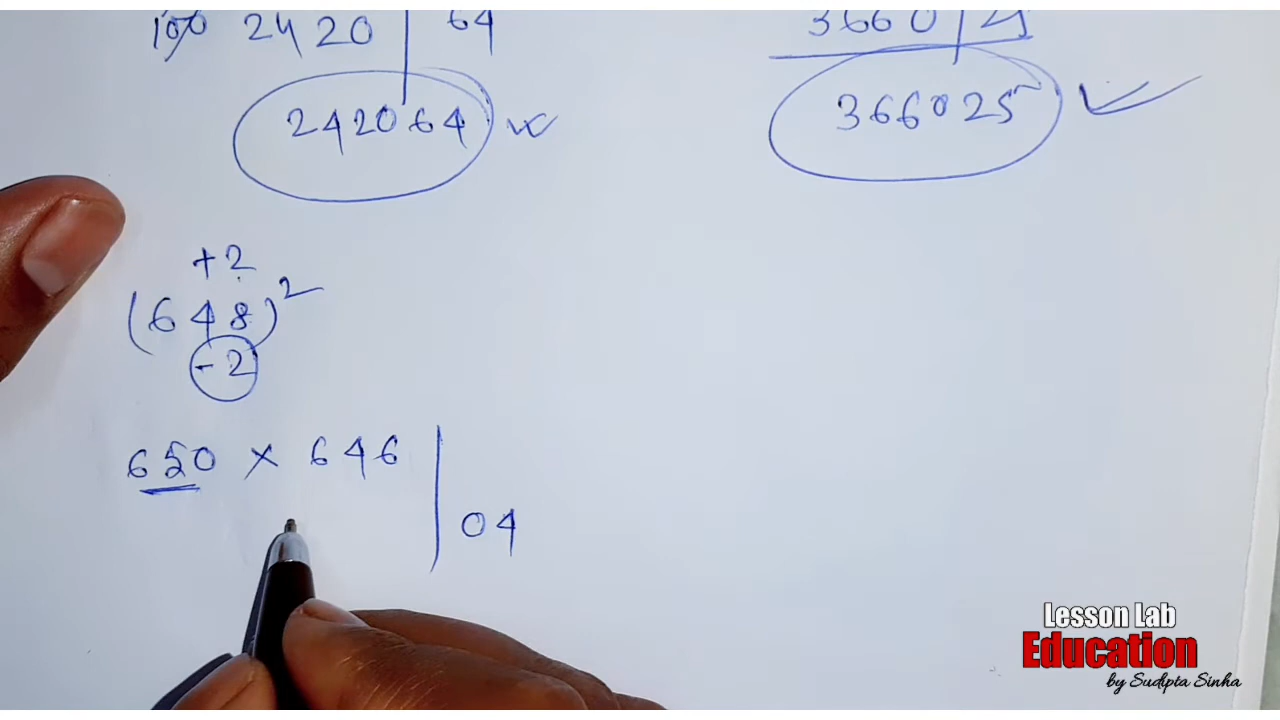 100 2420 | 64
242064
3660 | 25
366025
+2
(648)²
-2
650 × 646 | 04
Lesson Lab
Education
by Sudipta Sinha